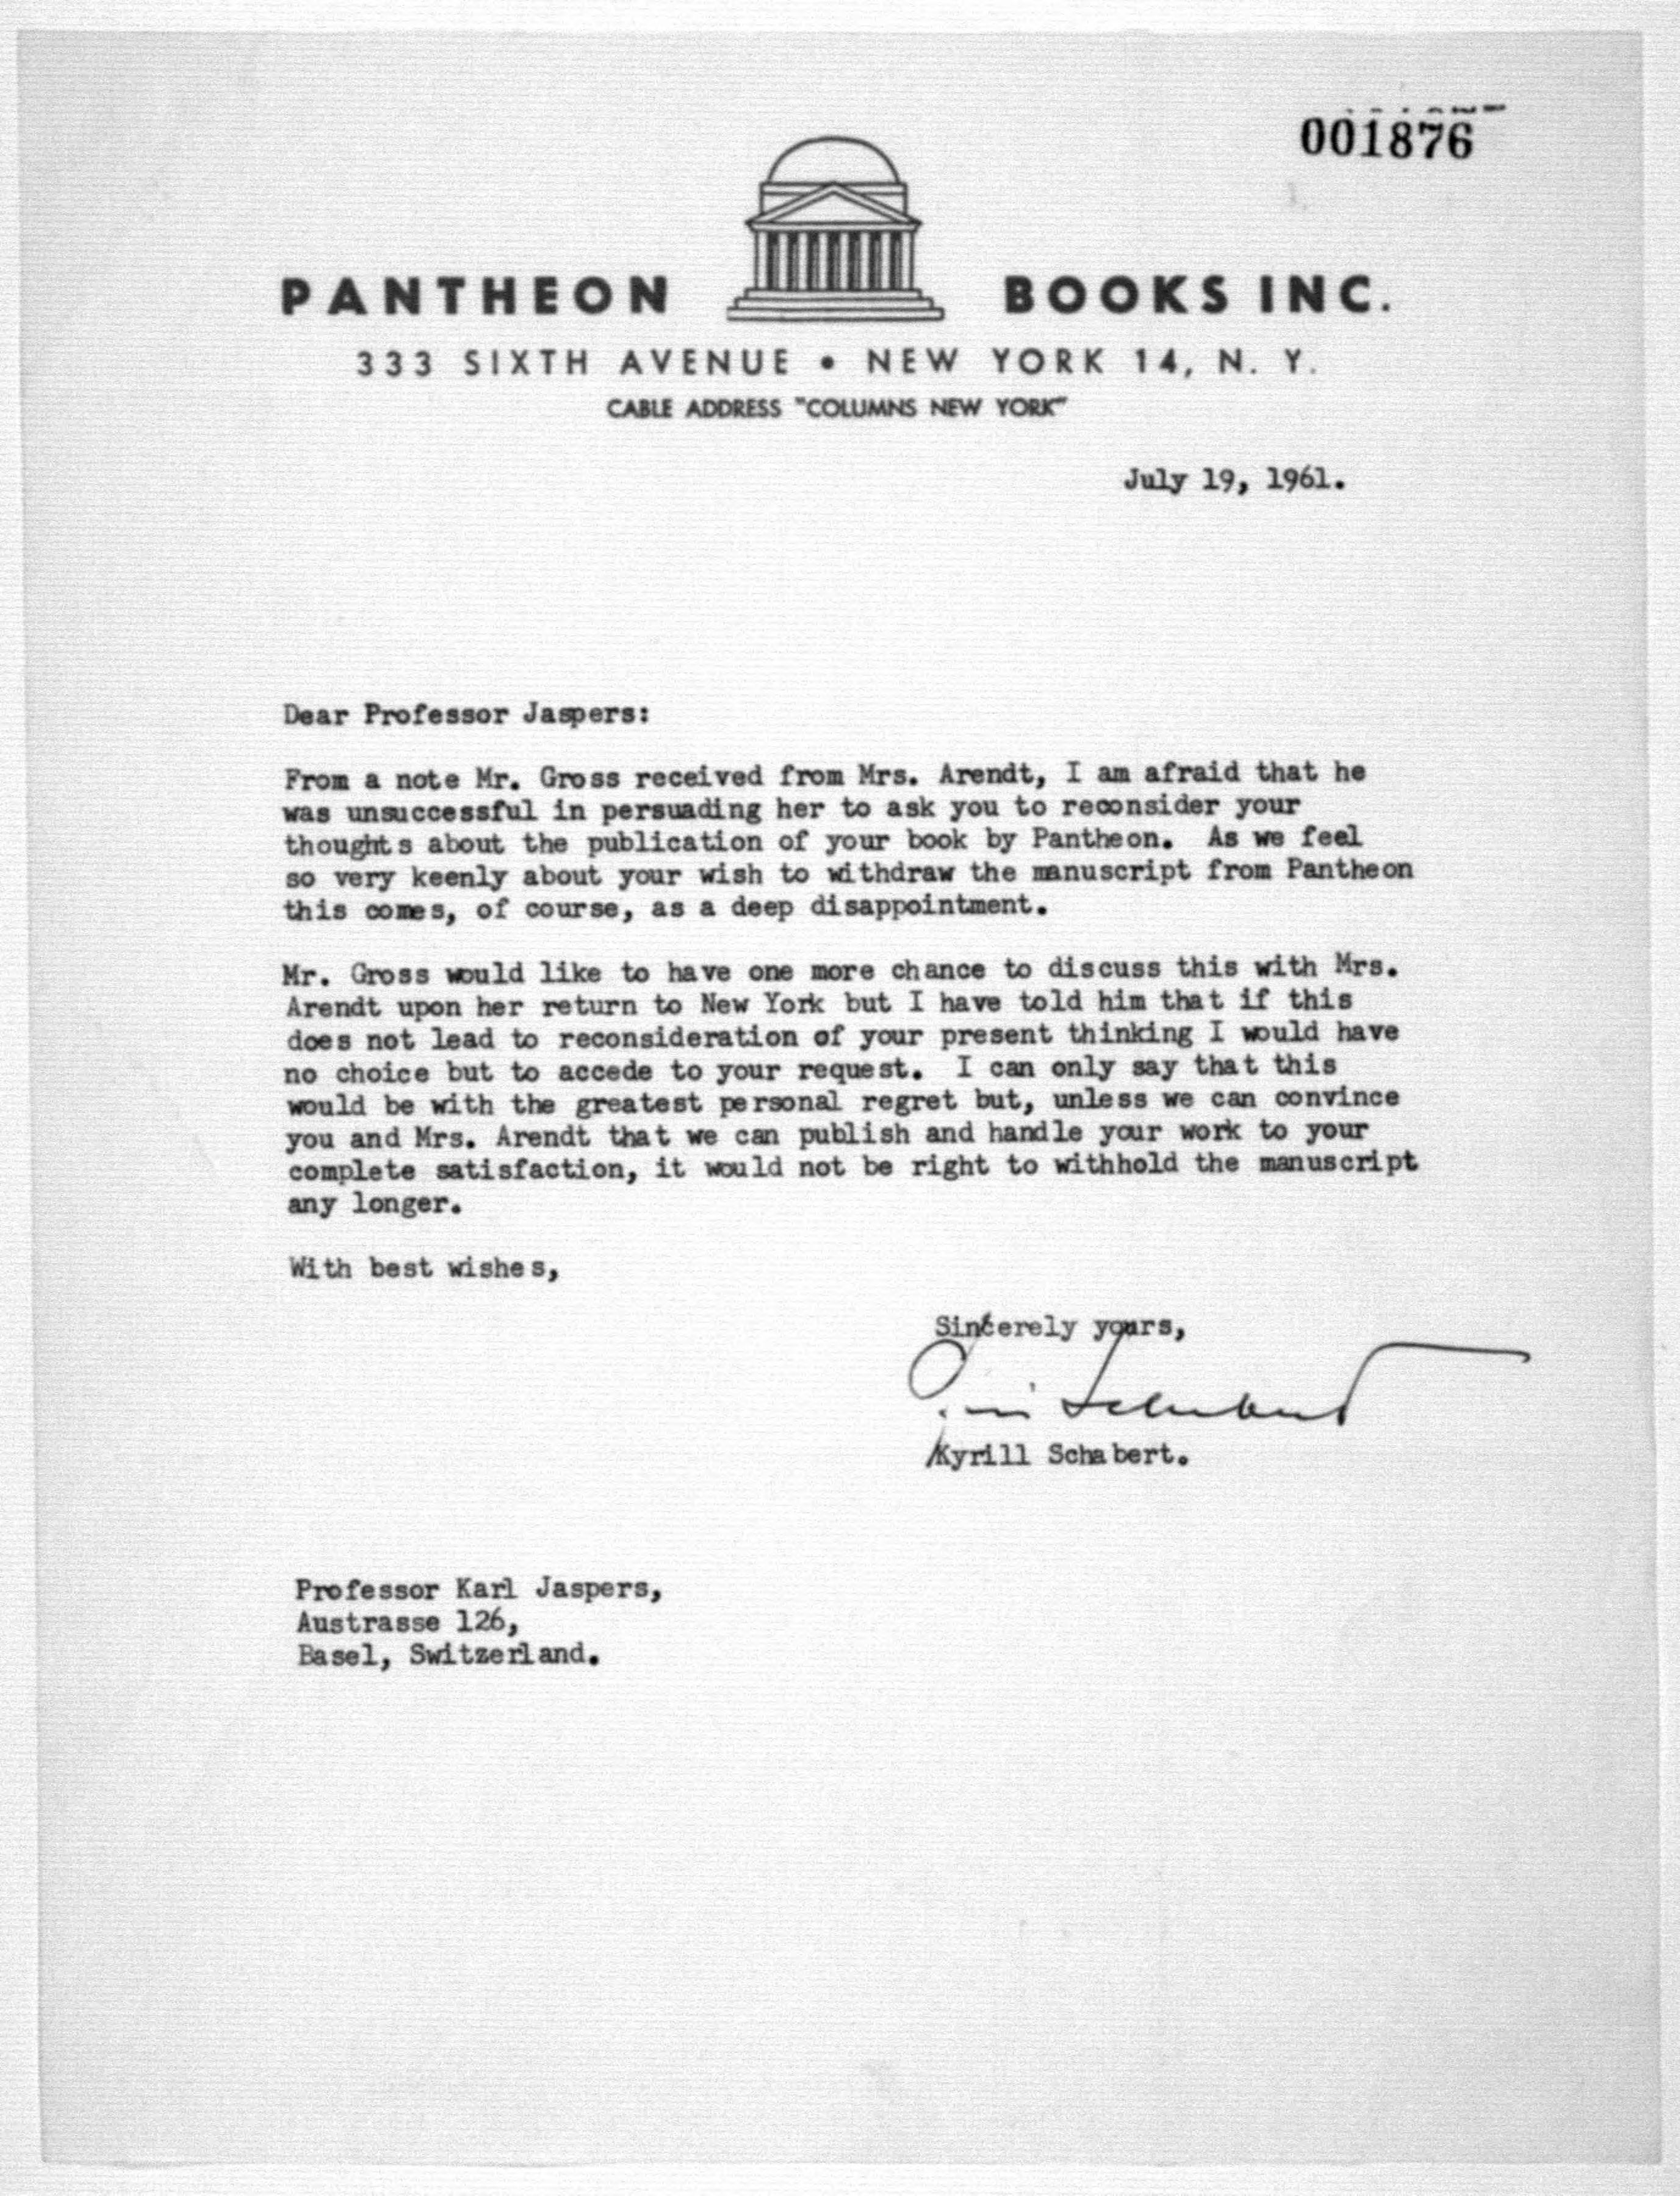 001876
PANTHEON BOOKS INC.
333 SIXTH AVENUE • NEW YORK 14, N. Y.
CABLE ADDRESS "COLUMNS NEW YORK"
July 19, 1961.
Dear Professor Jaspers:
From a note Mr. Gross received from Mrs. Arendt, I am afraid that he
was unsuccessful in persuading her to ask you to reconsider your
thoughts about the publication of your book by Pantheon. As we feel
so very keenly about your wish to withdraw the manuscript from Pantheon
this comes, of course, as a deep disappointment.
Mr. Gross would like to have one more chance to discuss this with Mrs.
Arendt upon her return to New York but I have told him that if this
does not lead to reconsideration of your present thinking I would have
no choice but to accede to your request. I can only say that this
would be with the greatest personal regret but, unless we can convince
you and Mrs. Arendt that we can publish and handle your work to your
complete satisfaction, it would not be right to withhold the manuscript
any longer.
With best wishes,
Sincerely yours,
Kyrill Schabert.
Professor Karl Jaspers,
Austrasse 126,
Basel, Switzerland.